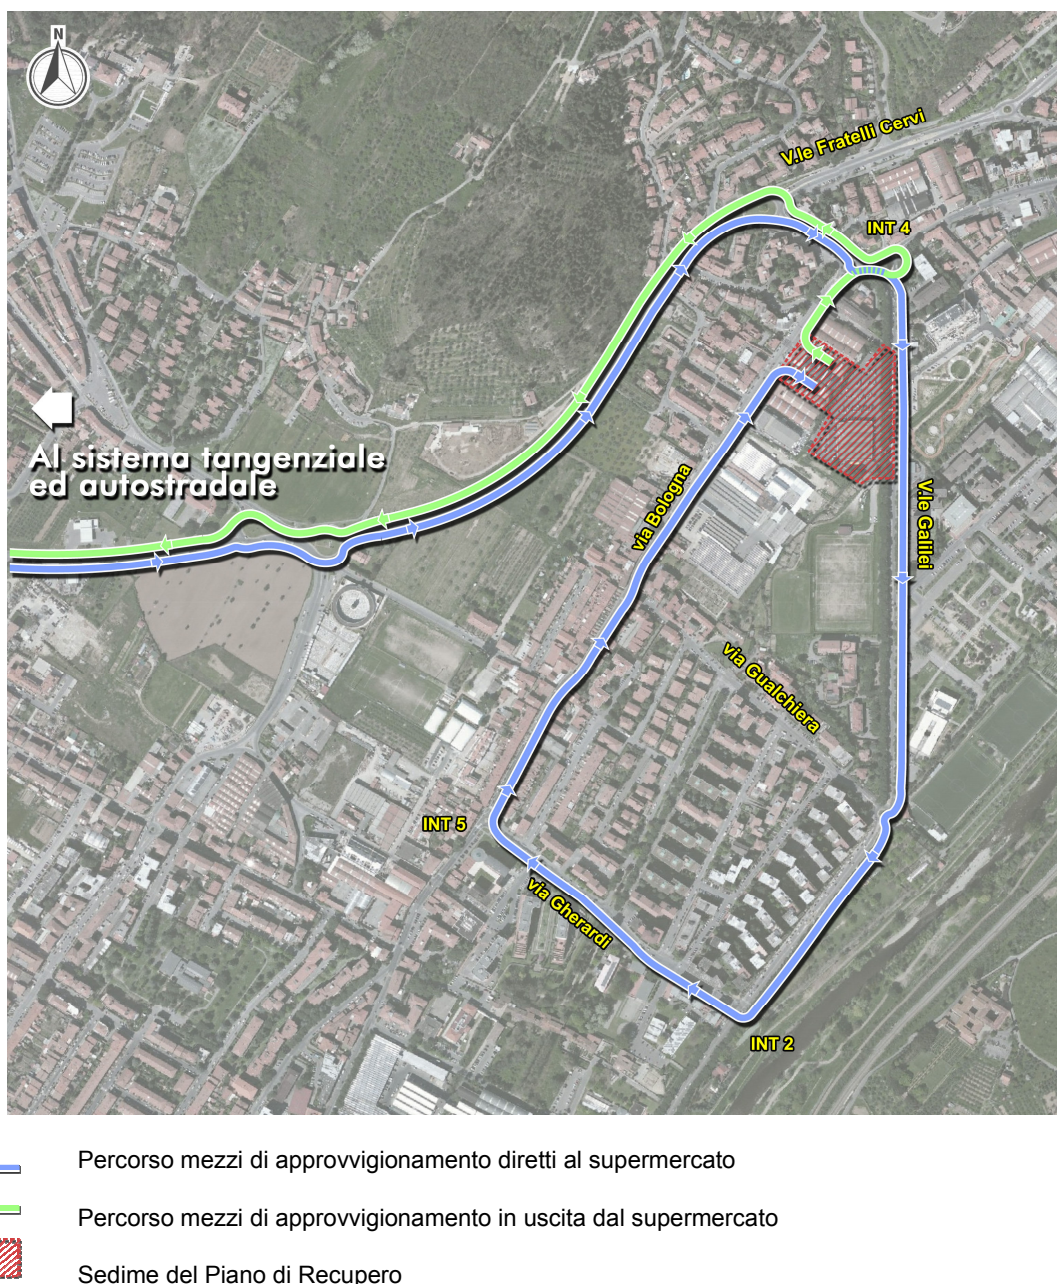 N
V.le Fratelli Cervi
INT 4
Al sistema tangenziale
ed autostradale
via Bologna
V.le Galilei
via Gualchiera
INT 5
via Gherardi
INT 2
Percorso mezzi di approvvigionamento diretti al supermercato
Percorso mezzi di approvvigionamento in uscita dal supermercato
Sedime del Piano di Recupero